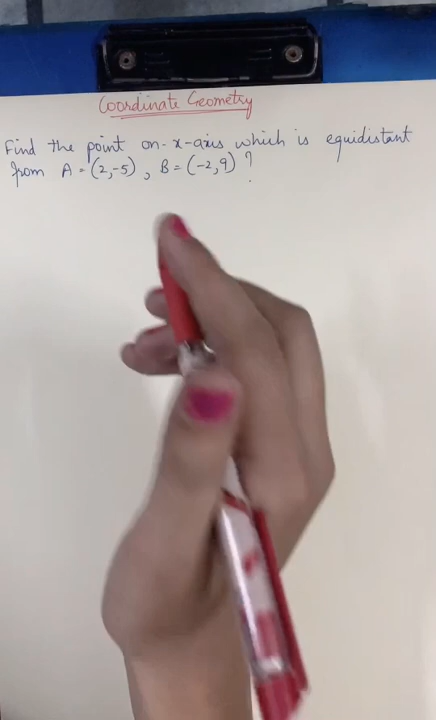 Coordinate Geometry
Find the point on x-axis which is equidistant
from A = (2,-5), B = (-2,9) ?